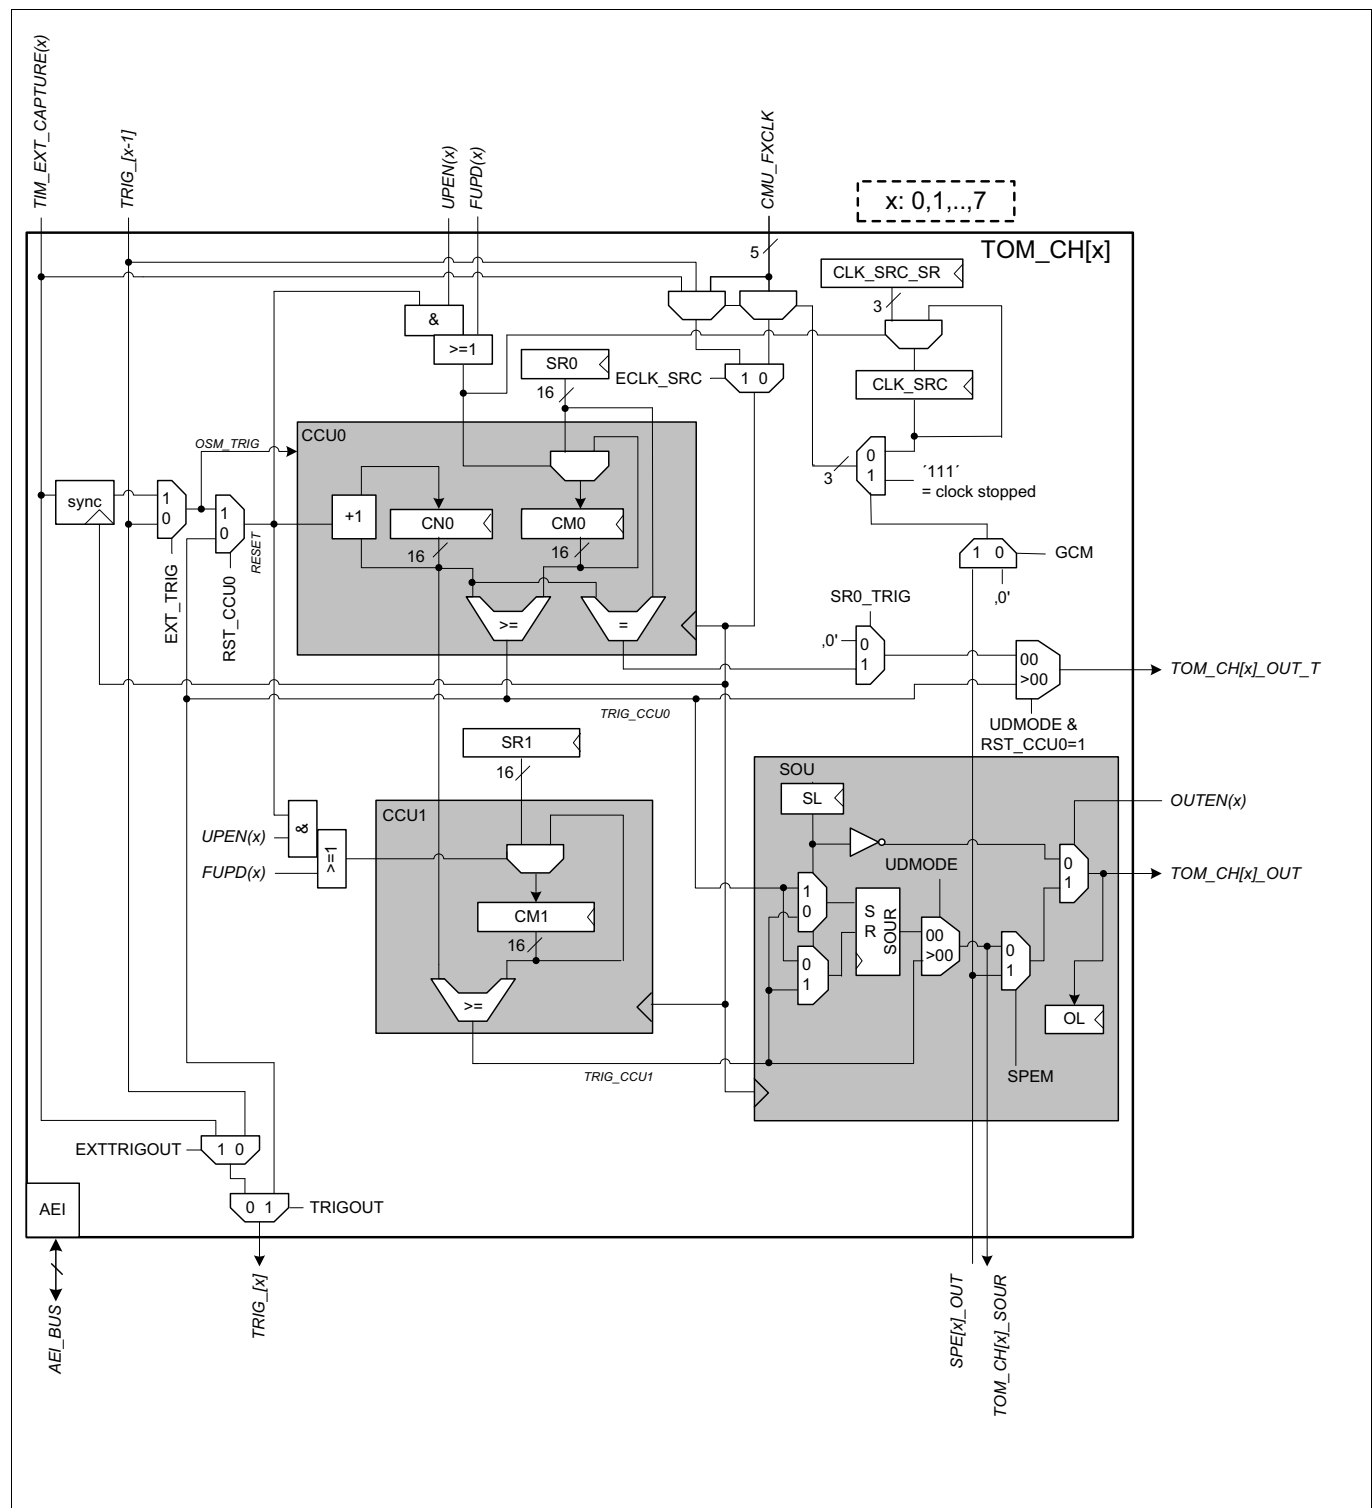 TIM_EXT_CAPTURE(x)
TRIG_[x-1]
UPEN(x)
FUPD(x)
CMU_FXCLK
x: 0,1,..,7
TOM_CH[x]
5
CLK_SRC_SR
3
&
>=1
SR0
16
ECLK_SRC
1 0
CLK_SRC
OSM_TRIG
CCU0
0
1
3
´111´
= clock stopped
sync
1
0
1
0
+1
CN0
CM0
16
16
RESET
EXT_TRIG
RST_CCU0
1 0
GCM
,0'
>=
=
SR0_TRIG
,0'
0
1
00
>00
TOM_CH[x]_OUT_T
TRIG_CCU0
UDMODE &
RST_CCU0=1
SR1
16
SOU
SL
OUTEN(x)
CCU1
&
UPEN(x)
>=1
FUPD(x)
UDMODE
0
1
TOM_CH[x]_OUT
1
0
S
R
SOUR
CM1
16
00
>00
0
1
0
1
>=
OL
TRIG_CCU1
SPEM
EXTTRIGOUT
1 0
AEI
0 1
TRIGOUT
AEI_BUS
TRIG_[x]
SPE[x]_OUT
TOM_CH[x]_SOUR